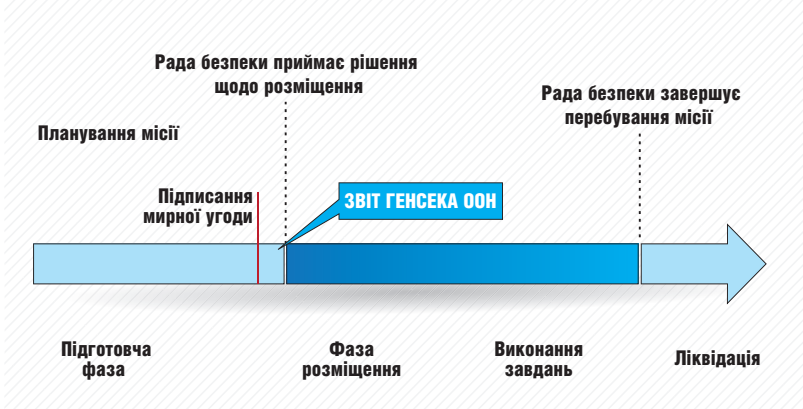 Рада безпеки приймає рішення
щодо розміщення
Рада безпеки завершує
перебування місії
Планування місії
Підписання
мирної угоди
ЗВІТ ГЕНСЕКА ООН
Підготовча
фаза
Фаза
розміщення
Виконання
завдань
Ліквідація